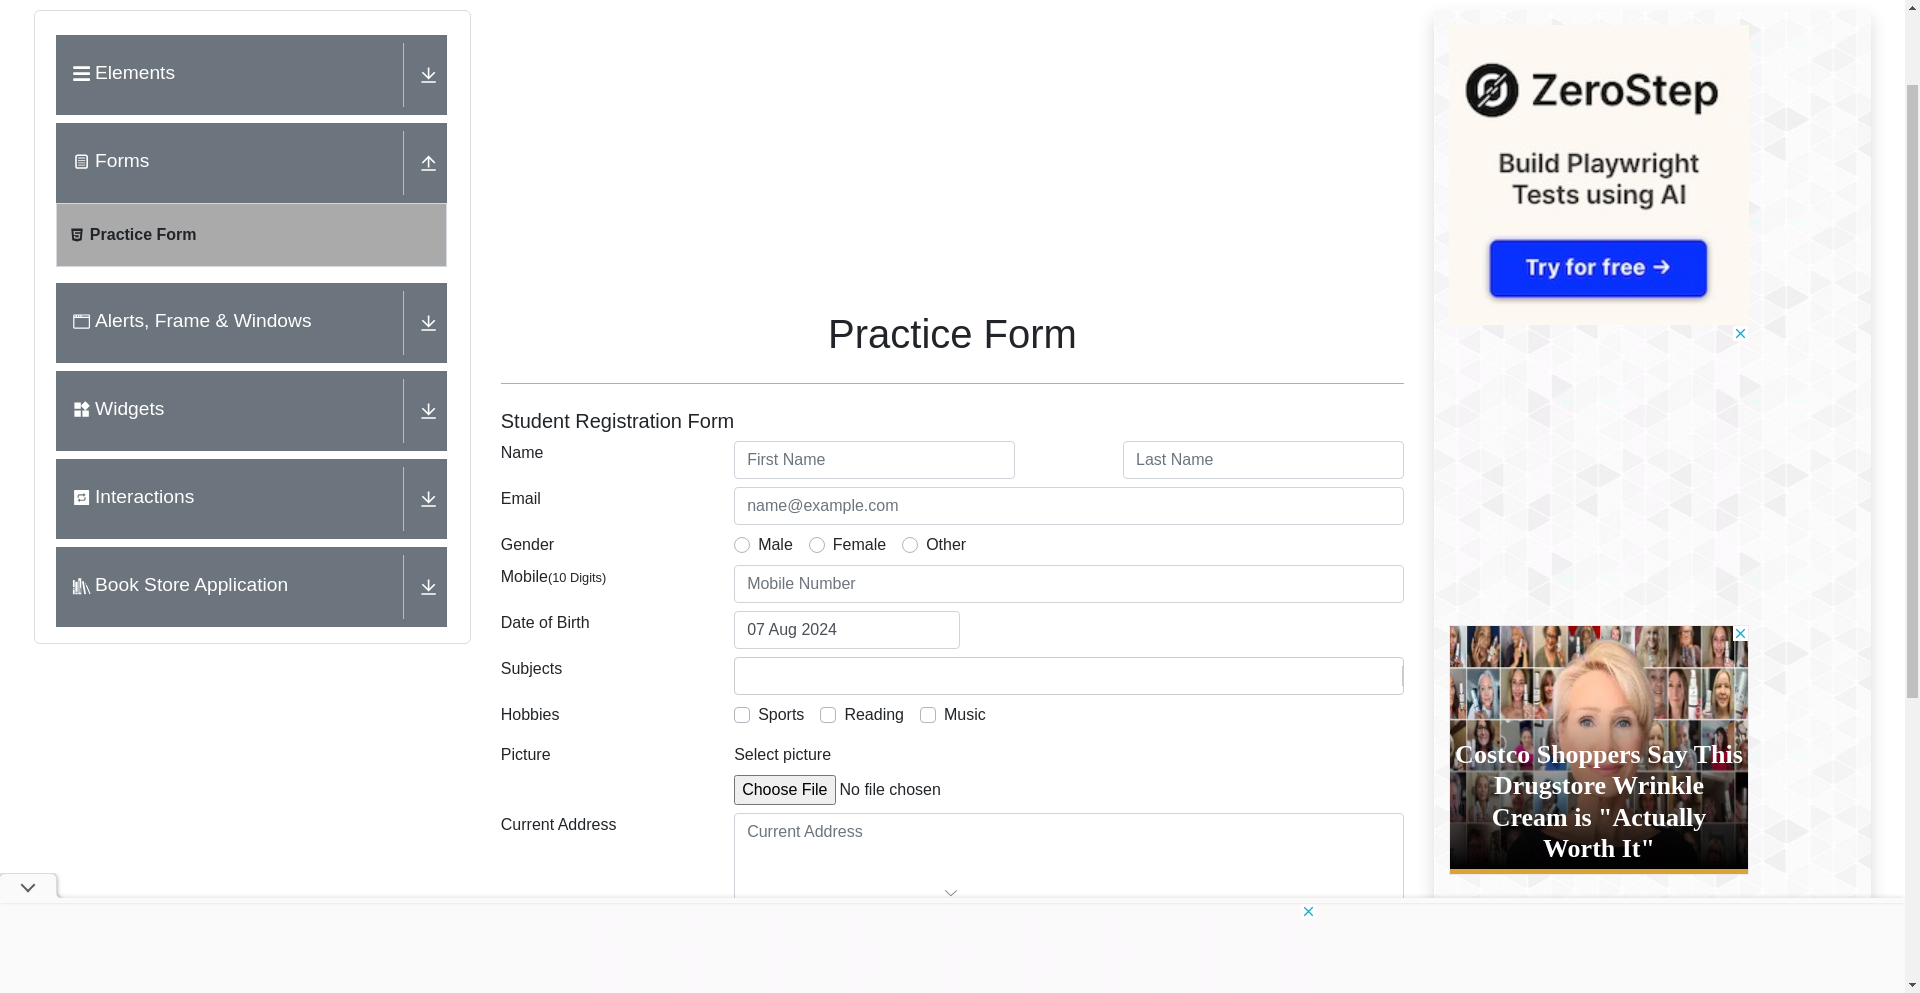 Elements
Forms
Practice Form
Alerts, Frame & Windows
Widgets
Interactions
Book Store Application
Practice Form
Student Registration Form
Name
First Name
Last Name
Email
name@example.com
Gender
Male
Female
Other
Mobile(10 Digits)
Mobile Number
Date of Birth
07 Aug 2024
Subjects
Hobbies
Sports
Reading
Music
Picture
Select picture
Choose File No file chosen
Current Address
Current Address
ZeroStep
Build Playwright
Tests using AI
Try for free →
Costco Shoppers Say This
Drugstore Wrinkle
Cream is "Actually
Worth It"